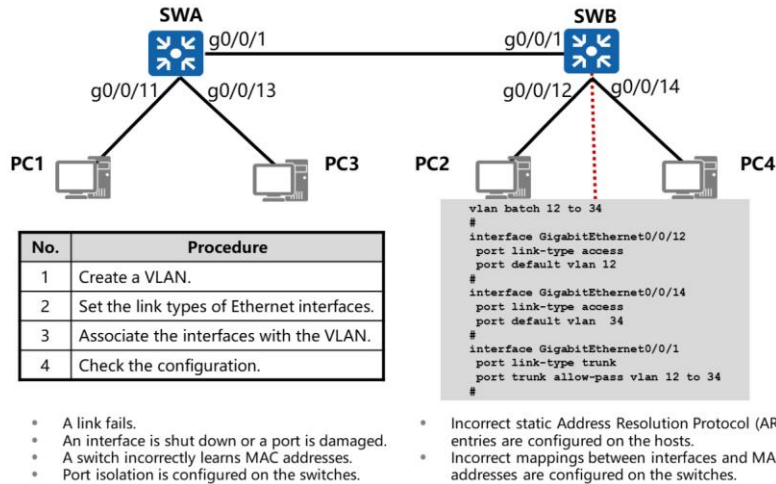 SWA
SWB
g0/0/1
g0/0/1
g0/0/11
g0/0/13
g0/0/12
g0/0/14
PC1
PC3
PC2
PC4
No. Procedure
1 Create a VLAN.
2 Set the link types of Ethernet interfaces.
3 Associate the interfaces with the VLAN.
4 Check the configuration.
vlan batch 12 to 34
#
interface GigabitEthernet0/0/12
port link-type access
port default vlan 12
#
interface GigabitEthernet0/0/14
port link-type access
port default vlan 34
#
interface GigabitEthernet0/0/1
port link-type trunk
port trunk allow-pass vlan 12 to 34
#
• A link fails.
• An interface is shut down or a port is damaged.
• A switch incorrectly learns MAC addresses.
• Port isolation is configured on the switches.
• Incorrect static Address Resolution Protocol (AR
entries are configured on the hosts.
• Incorrect mappings between interfaces and MA
addresses are configured on the switches.